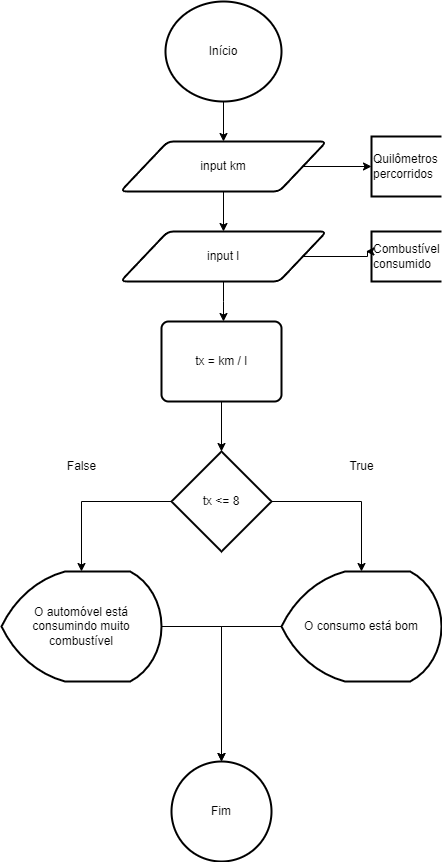 Início
input km
Quilômetros
percorridos
input l
Combustível
consumido
tx = km / l
False
True
tx <= 8
O automóvel está
consumindo muito
combustível
O consumo está bom
Fim